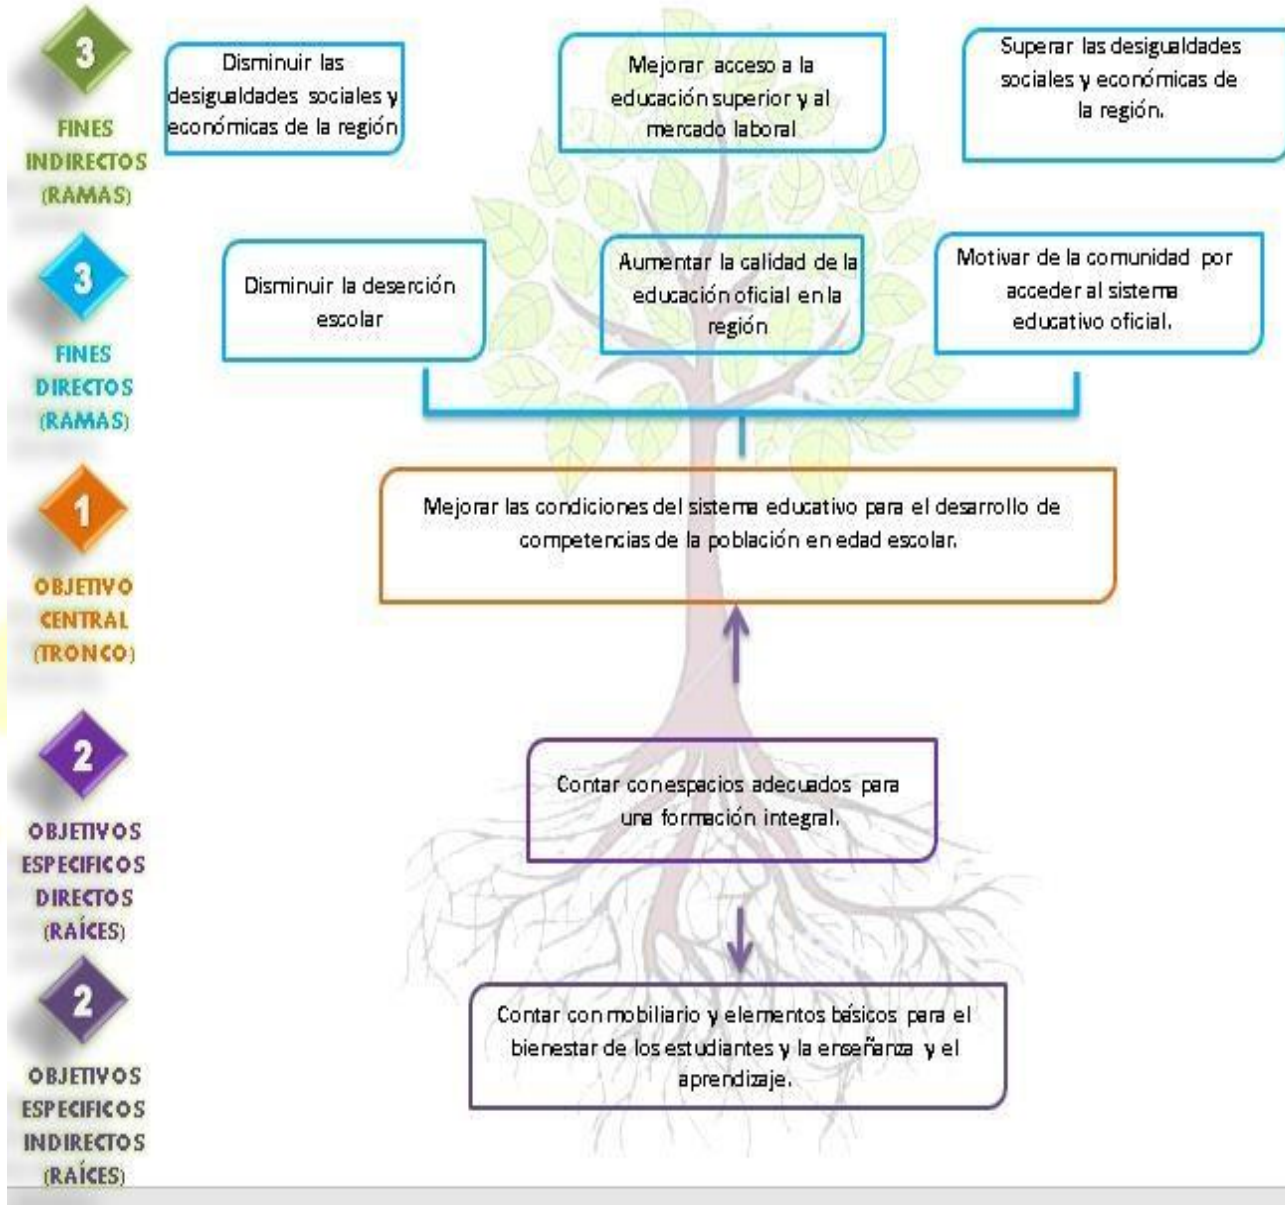 3
FINES
INDIRECTOS
(RAMAS)
Disminuir las
desigualdades sociales y
económicas de la región
Mejorar acceso a la
educación superior y al
mercado laboral
Superar las desigualdades
sociales y económicas de
la región.
3
FINES
DIRECTOS
(RAMAS)
Disminuir la deserción
escolar
Aumentar la calidad de la
educación oficial en la
región
Motivar de la comunidad por
acceder al sistema
educativo oficial.
1
OBJETIVO
CENTRAL
(TRONCO)
Mejorar las condiciones del sistema educativo para el desarrollo de
competencias de la población en edad escolar.
2
OBJETIVOS
ESPECIFICOS
DIRECTOS
(RAÍCES)
Contar con espacios adecuados para
una formación integral.
2
OBJETIVOS
ESPECIFICOS
INDIRECTOS
(RAÍCES)
Contar con mobiliario y elementos básicos para el
bienestar de los estudiantes y la enseñanza y el
aprendizaje.